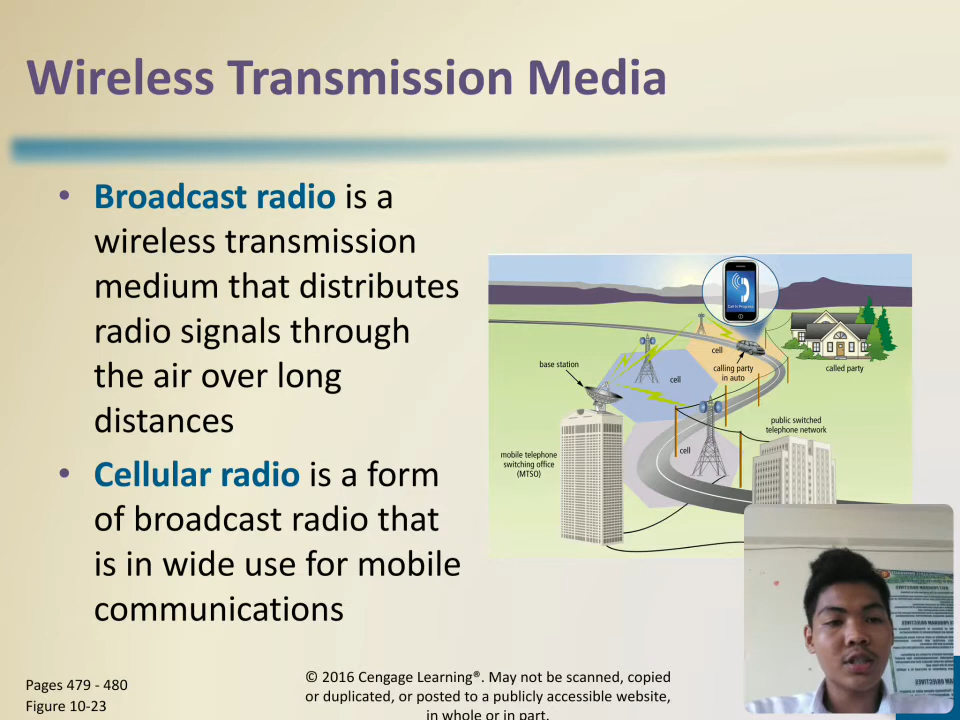 Wireless Transmission Media
• Broadcast radio is a
wireless transmission
medium that distributes
radio signals through
the air over long
distances
• Cellular radio is a form
of broadcast radio that
is in wide use for mobile
communications
Call In Progress
cell
base station
calling party
in auto
called party
cell
public switched
telephone network
cell
mobile telephone
switching office
(MTSO)
Pages 479 - 480
Figure 10-23
© 2016 Cengage Learning®. May not be scanned, copied
or duplicated, or posted to a publicly accessible website,
in whole or in part.